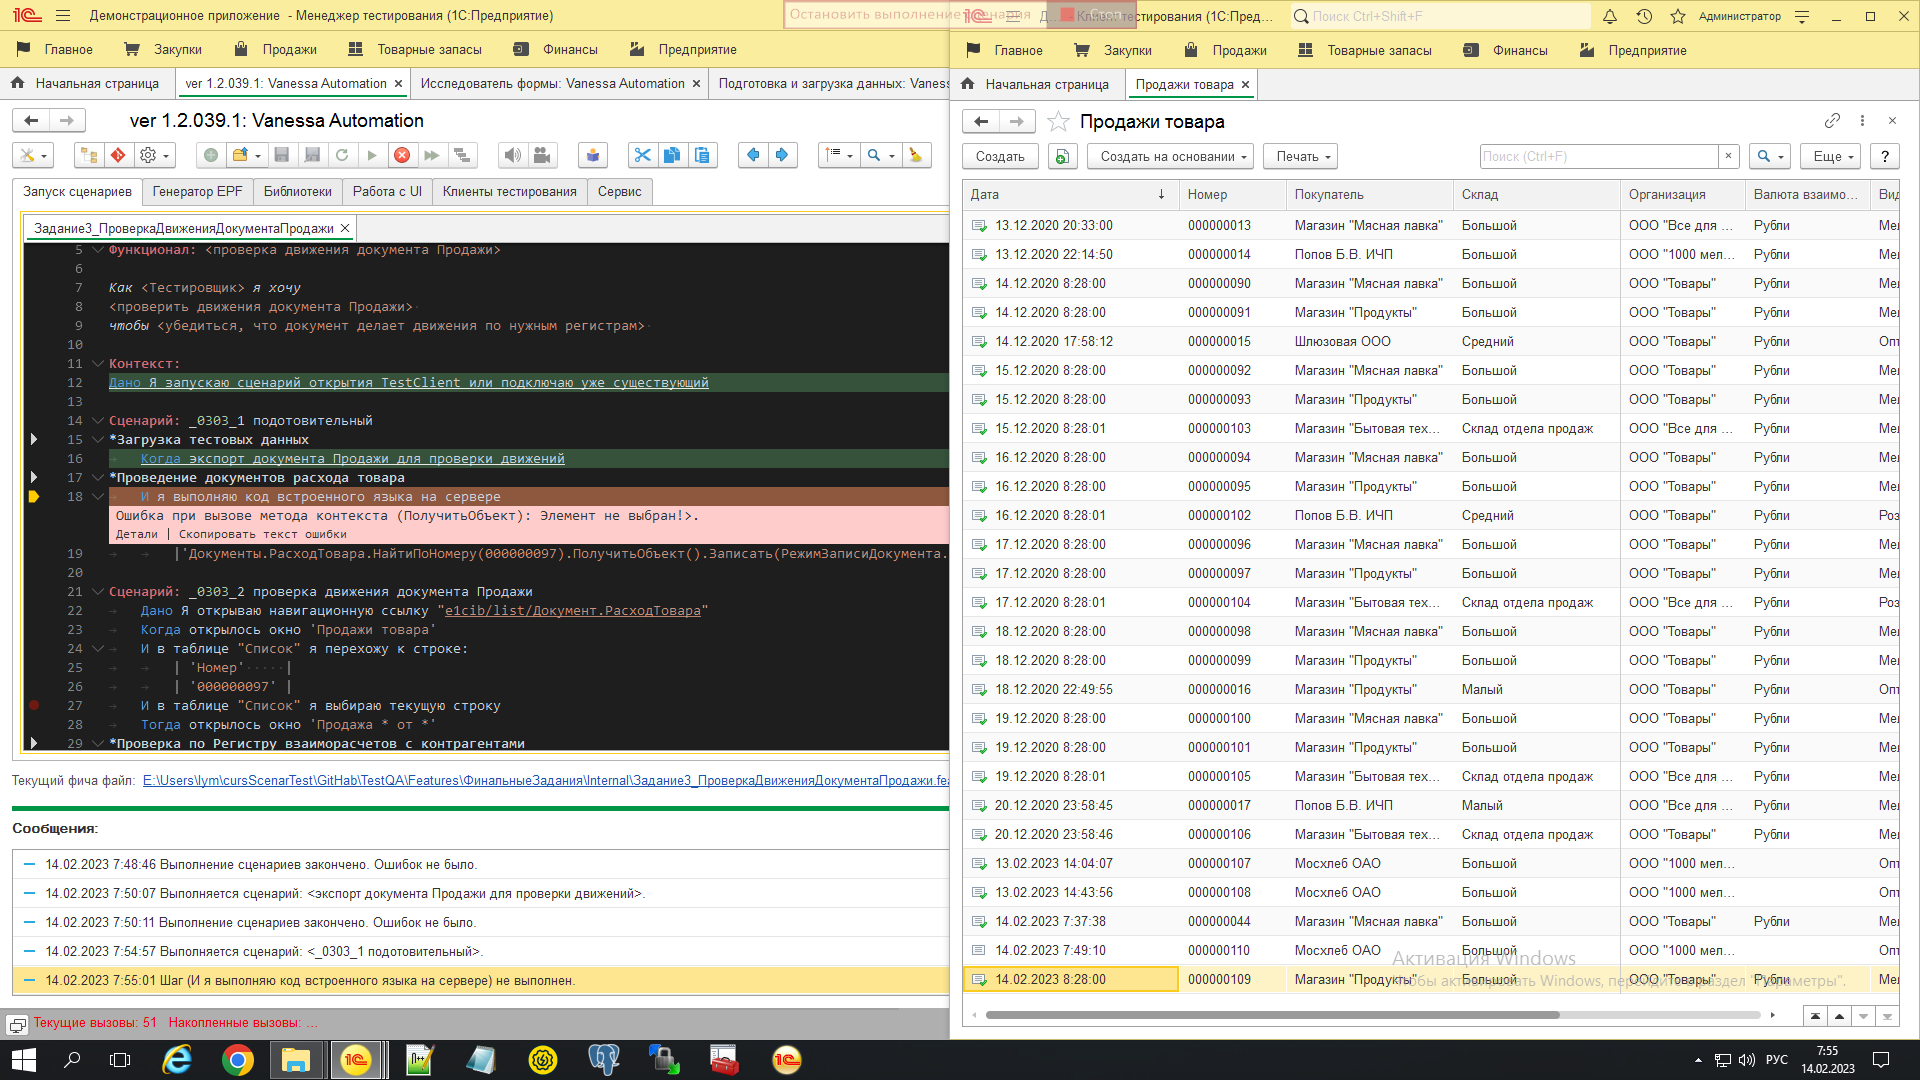 Демонстрационное приложение - Менеджер тестирования (1С:Предприятие)
Главное
Закупки
Продажи
Товарные запасы
Финансы
Предприятие
Начальная страница
ver 1.2.039.1: Vanessa Automation
Исследователь формы: Vanessa Automation
Подготовка и загрузка данных: Vaness
ver 1.2.039.1: Vanessa Automation
Запуск сценариев
Генератор EPF
Библиотеки
Работа с UI
Клиенты тестирования
Сервис
Задание3_ПроверкаДвиженияДокументаПродажи
5 Функционал: <проверка движения документа Продажи>
6
7 Как <Тестировщик> я хочу
8 <проверить движения документа Продажи>
9 чтобы <убедиться, что документ делает движения по нужным регистрам>
10
11 Контекст:
12 Дано Я запускаю сценарий открытия TestClient или подключаю уже существующий
13
14 Сценарий: _0303_1 подотовительный
15 *Загрузка тестовых данных
16 Когда экспорт документа Продажи для проверки движений
17 *Проведение документов расхода товара
18 И я выполняю код встроенного языка на сервере
Ошибка при вызове метода контекста (ПолучитьОбъект): Элемент не выбран!>.
Детали | Скопировать текст ошибки
19 |'Документы.РасходТовара.НайтиПоНомеру(000000097).ПолучитьОбъект().Записать(РежимЗаписиДокумента.
20
21 Сценарий: _0303_2 проверка движения документа Продажи
22 Дано Я открываю навигационную ссылку "e1cib/list/Документ.РасходТовара"
23 Когда открылось окно 'Продажи товара'
24 И в таблице "Список" я перехожу к строке:
25 | 'Номер' |
26 | '000000097' |
27 И в таблице "Список" я выбираю текущую строку
28 Тогда открылось окно 'Продажа * от *'
29 *Проверка по Регистру взаиморасчетов с контрагентами
Текущий фича файл: E:\Users\lym\cursScenarTest\GitHab\TestQA\Features\ФинальныеЗадания\Internal\Задание3_ПроверкаДвиженияДокументаПродажи.fea
Сообщения:
14.02.2023 7:48:46 Выполнение сценариев закончено. Ошибок не было.
14.02.2023 7:50:07 Выполняется сценарий: <экспорт документа Продажи для проверки движений>.
14.02.2023 7:50:11 Выполнение сценариев закончено. Ошибок не было.
14.02.2023 7:54:57 Выполняется сценарий: <_0303_1 подотовительный>.
14.02.2023 7:55:01 Шаг (И я выполняю код встроенного языка на сервере) не выполнен.
Текущие вызовы: 51 Накопленные вызовы: ...
Остановить выполнение сценария
тестирования (1С:Пред...
Поиск Ctrl+Shift+F
Администратор
Главное
Закупки
Продажи
Товарные запасы
Финансы
Предприятие
Начальная страница
Продажи товара
Продажи товара
Создать
Создать на основании
Печать
Поиск (Ctrl+F)
Еще
?
Дата Номер Покупатель Склад Организация Валюта взаимо... Вид
13.12.2020 20:33:00 000000013 Магазин "Мясная лавка" Большой ООО "Все для ... Рубли Мел
13.12.2020 22:14:50 000000014 Попов Б.В. ИЧП Большой ООО "1000 мел... Рубли Мел
14.12.2020 8:28:00 000000090 Магазин "Мясная лавка" Большой ООО "Товары" Рубли Мел
14.12.2020 8:28:00 000000091 Магазин "Продукты" Большой ООО "Товары" Рубли Мел
14.12.2020 17:58:12 000000015 Шлюзовая ООО Средний ООО "Товары" Рубли Опт
15.12.2020 8:28:00 000000092 Магазин "Мясная лавка" Большой ООО "Товары" Рубли Мел
15.12.2020 8:28:00 000000093 Магазин "Продукты" Большой ООО "Товары" Рубли Мел
15.12.2020 8:28:01 000000103 Магазин "Бытовая тех... Склад отдела продаж ООО "Все для ... Рубли Мел
16.12.2020 8:28:00 000000094 Магазин "Мясная лавка" Большой ООО "Товары" Рубли Мел
16.12.2020 8:28:00 000000095 Магазин "Продукты" Большой ООО "Товары" Рубли Мел
16.12.2020 8:28:01 000000102 Попов Б.В. ИЧП Средний ООО "Товары" Рубли Роз
17.12.2020 8:28:00 000000096 Магазин "Мясная лавка" Большой ООО "Товары" Рубли Мел
17.12.2020 8:28:00 000000097 Магазин "Продукты" Большой ООО "Товары" Рубли Мел
17.12.2020 8:28:01 000000104 Магазин "Бытовая тех... Склад отдела продаж ООО "Все для ... Рубли Роз
18.12.2020 8:28:00 000000098 Магазин "Мясная лавка" Большой ООО "Товары" Рубли Мел
18.12.2020 8:28:00 000000099 Магазин "Продукты" Большой ООО "Товары" Рубли Мел
18.12.2020 22:49:55 000000016 Магазин "Продукты" Малый ООО "Товары" Рубли Опт
19.12.2020 8:28:00 000000100 Магазин "Мясная лавка" Большой ООО "Товары" Рубли Мел
19.12.2020 8:28:00 000000101 Магазин "Продукты" Большой ООО "Товары" Рубли Мел
19.12.2020 8:28:01 000000105 Магазин "Бытовая тех... Склад отдела продаж ООО "Все для ... Рубли Мел
20.12.2020 23:58:45 000000017 Попов Б.В. ИЧП Малый ООО "Все для ... Рубли Мел
20.12.2020 23:58:46 000000106 Магазин "Бытовая тех... Склад отдела продаж ООО "Товары" Рубли Мел
13.02.2023 14:04:07 000000107 Мосхлеб ОАО Большой ООО "1000 мел... Опт
13.02.2023 14:43:56 000000108 Мосхлеб ОАО Большой ООО "1000 мел... Опт
14.02.2023 7:37:38 000000044 Магазин "Мясная лавка" Большой ООО "Товары" Рубли Мел
14.02.2023 7:49:10 000000110 Мосхлеб ОАО Большой ООО "1000 мел... Опт
14.02.2023 8:28:00 000000109 Магазин "Продукты" Большой ООО "Товары" Рубли Мел
Активация Windows
Чтобы активировать Windows, перейдите в раздел "Параметры".
РУС
7:55
14.02.2023